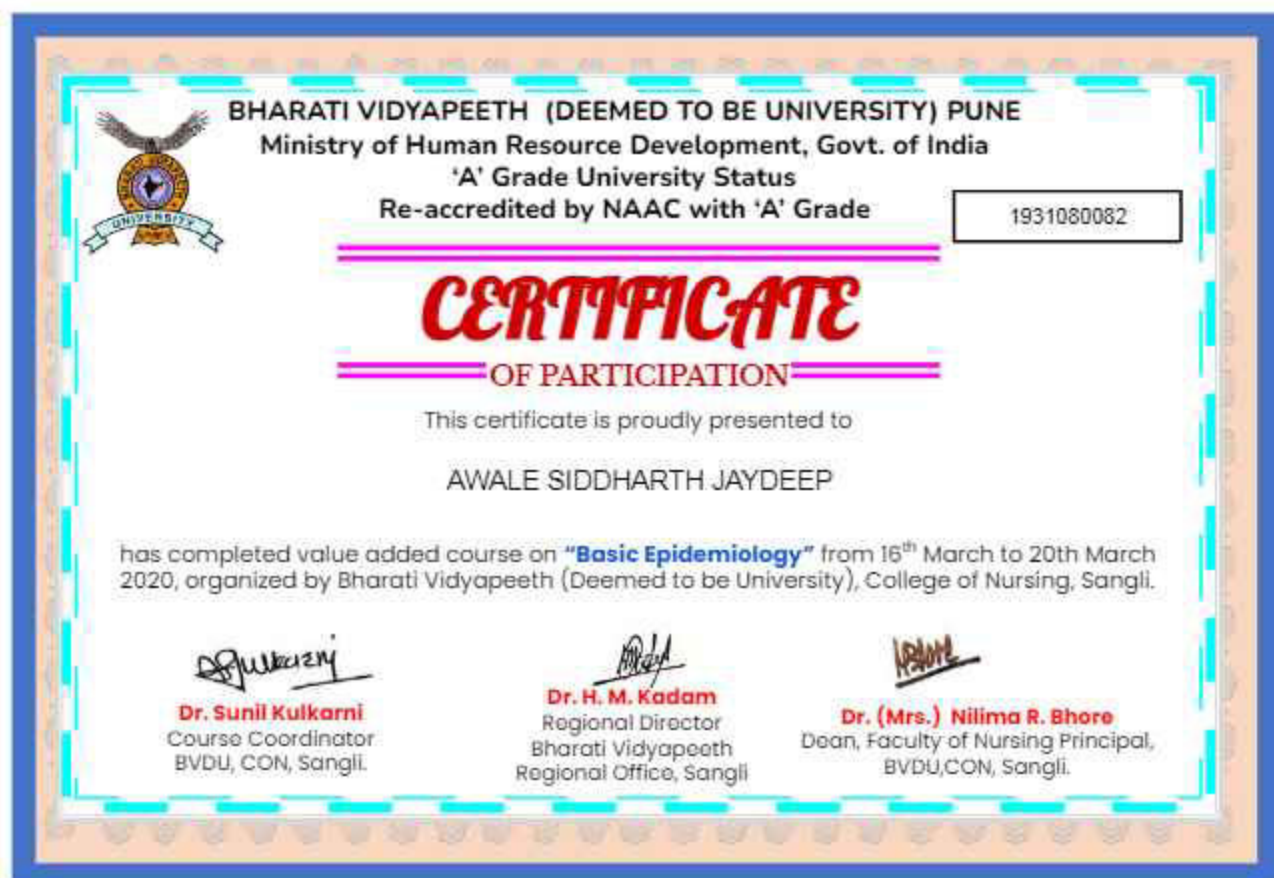 BHARATI VIDYAPEETH (DEEMED TO BE UNIVERSITY) PUNE
Ministry of Human Resource Development, Govt. of India
‘A’ Grade University Status
Re-accredited by NAAC with ‘A’ Grade
1931080082
BHARATI VIDYAPEETH
UNIVERSITY
CERTIFICATE
OF PARTICIPATION
This certificate is proudly presented to
AWALE SIDDHARTH JAYDEEP
has completed value added course on “Basic Epidemiology” from 16th March to 20th March
2020, organized by Bharati Vidyapeeth (Deemed to be University), College of Nursing, Sangli.
Dr. Sunil Kulkarni
Course Coordinator
BVDU, CON, Sangli.
Dr. H. M. Kadam
Regional Director
Bharati Vidyapeeth
Regional Office, Sangli
Dr. (Mrs.) Nilima R. Bhore
Dean, Faculty of Nursing Principal,
BVDU,CON, Sangli.